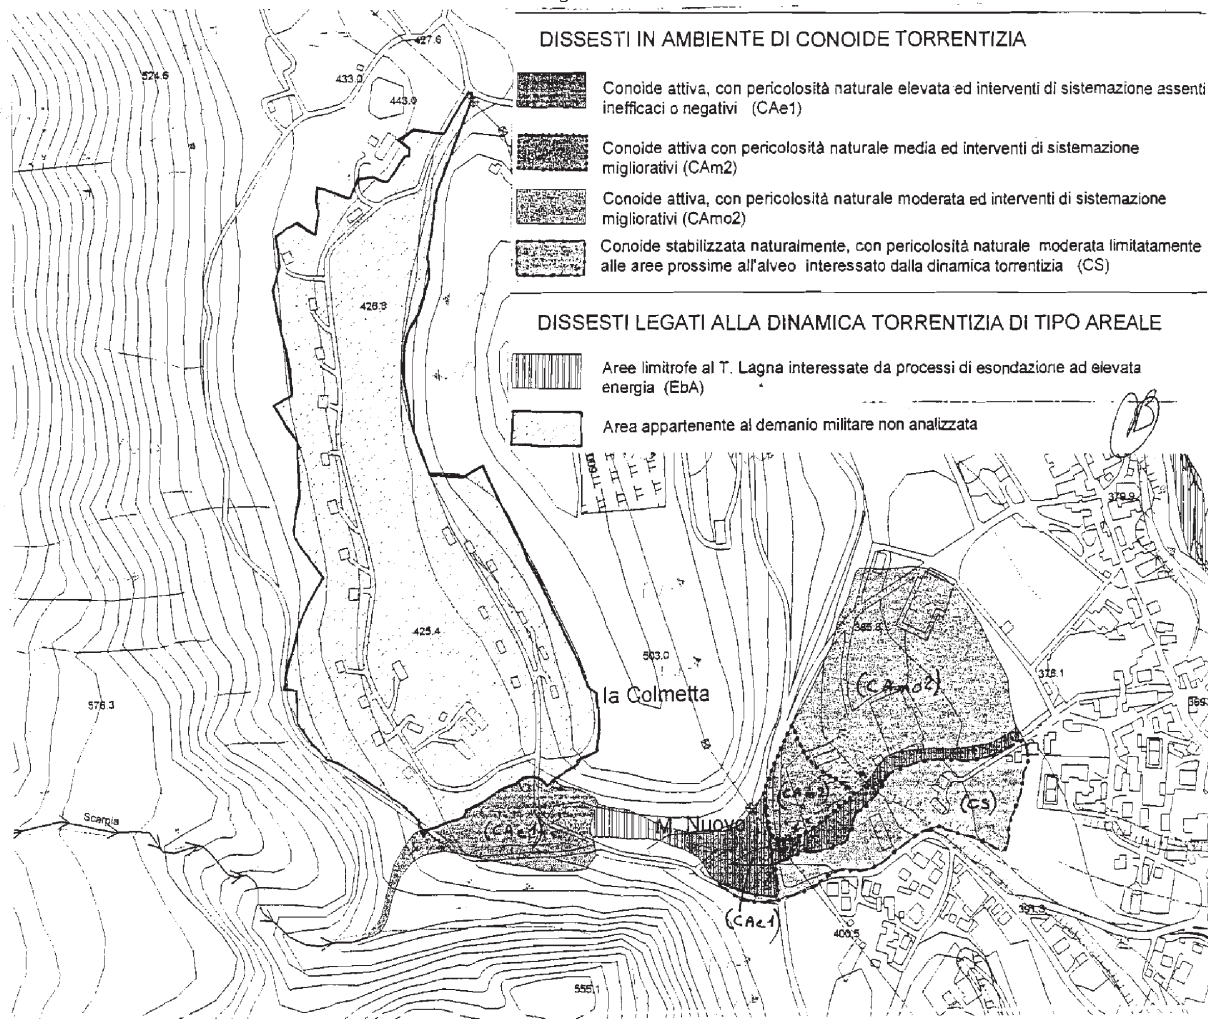 DISSESTI IN AMBIENTE DI CONOIDE TORRENTIZIA
Conoide attiva, con pericolosità naturale elevata ed interventi di sistemazione assenti
inefficaci o negativi (CAe1)
Conoide attiva con pericolosità naturale media ed interventi di sistemazione
migliorativi (CAm2)
Conoide attiva, con pericolosità naturale moderata ed interventi di sistemazione
migliorativi (CAmo2)
Conoide stabilizzata naturalmente, con pericolosità naturale moderata limitatamente
alle aree prossime all'alveo interessato dalla dinamica torrentizia (CS)
DISSESTI LEGATI ALLA DINAMICA TORRENTIZIA DI TIPO AREALE
Aree limitrofe al T. Lagna interessate da processi di esondazione ad elevata
energia (EbA)
Area appartenente al demanio militare non analizzata
427.6
524.6
433.0
443.0
426.3
379.9
425.4
503.0
la Colmetta
(CAmo2)
378.1
576.3
(CAm2)
(CS)
Scarpia
(CAe1)
M. Nuova
(CAe1)
400.5
391.3
555.1